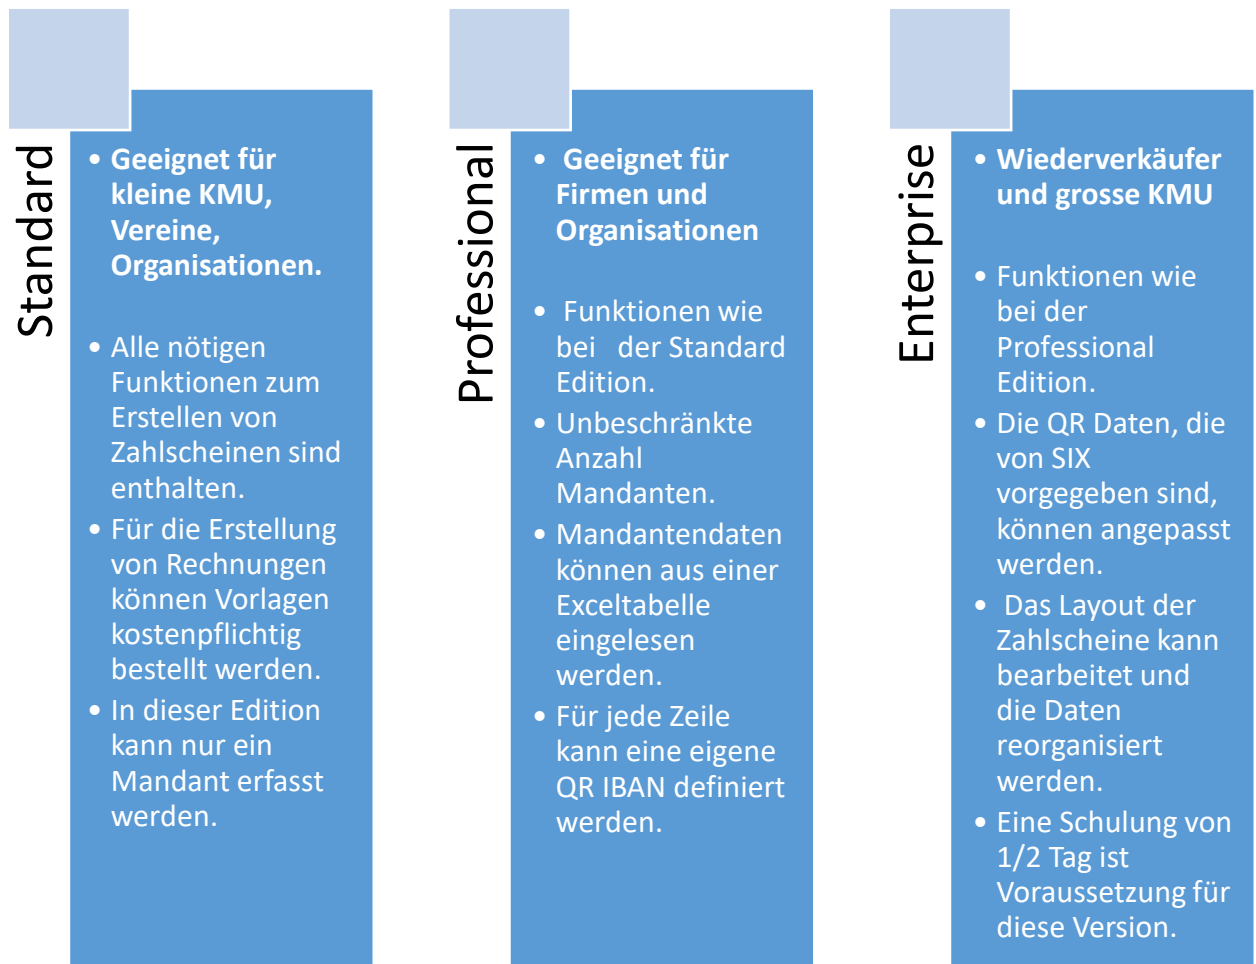 Standard
• Geeignet für
kleine KMU,
Vereine,
Organisationen.
• Alle nötigen
Funktionen zum
Erstellen von
Zahlscheinen sind
enthalten.
• Für die Erstellung
von Rechnungen
können Vorlagen
kostenpflichtig
bestellt werden.
• In dieser Edition
kann nur ein
Mandant erfasst
werden.
Professional
• Geeignet für
Firmen und
Organisationen
• Funktionen wie
bei der Standard
Edition.
• Unbeschränkte
Anzahl
Mandanten.
• Mandantendaten
können aus einer
Exceltabelle
eingelesen
werden.
• Für jede Zeile
kann eine eigene
QR IBAN definiert
werden.
Enterprise
• Wiederverkäufer
und grosse KMU
• Funktionen wie
bei der
Professional
Edition.
• Die QR Daten, die
von SIX
vorgegeben sind,
können angepasst
werden.
• Das Layout der
Zahlscheine kann
bearbeitet und
die Daten
reorganisiert
werden.
• Eine Schulung von
1/2 Tag ist
Voraussetzung für
diese Version.